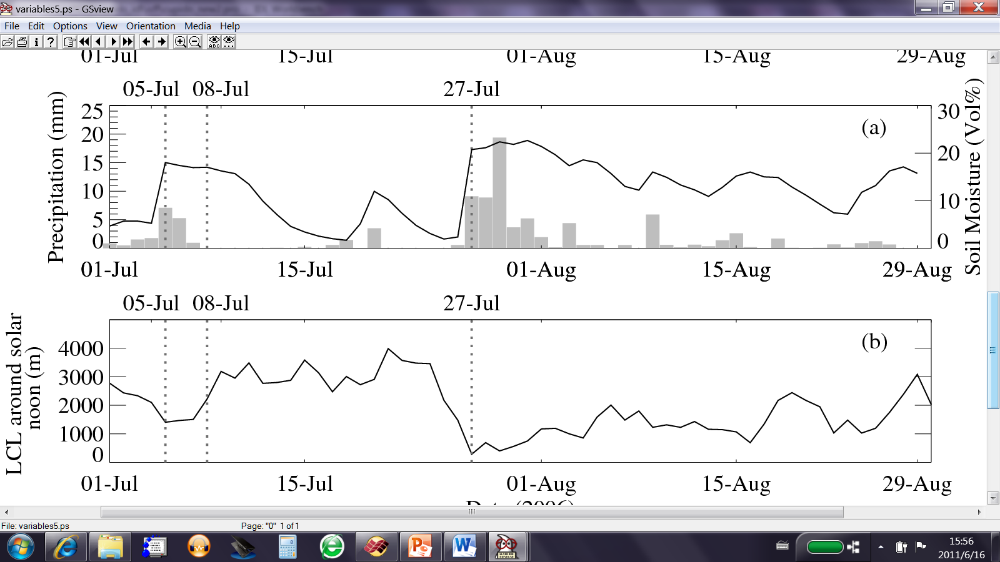 variables5.ps - GSview
File Edit Options View Orientation Media Help
01-Jul 15-Jul 01-Aug 15-Aug 29-Aug
05-Jul 08-Jul 27-Jul
Precipitation (mm)
25
20
15
10
5
0
(a)
30
20
10
0
Soil Moisture (Vol%)
01-Jul 15-Jul 01-Aug 15-Aug 29-Aug
05-Jul 08-Jul 27-Jul
LCL around solar
noon (m)
4000
3000
2000
1000
0
(b)
01-Jul 15-Jul 01-Aug 15-Aug 29-Aug
Date (2006)
File: variables5.ps Page: "0" 1 of 1
15:56
2011/6/16